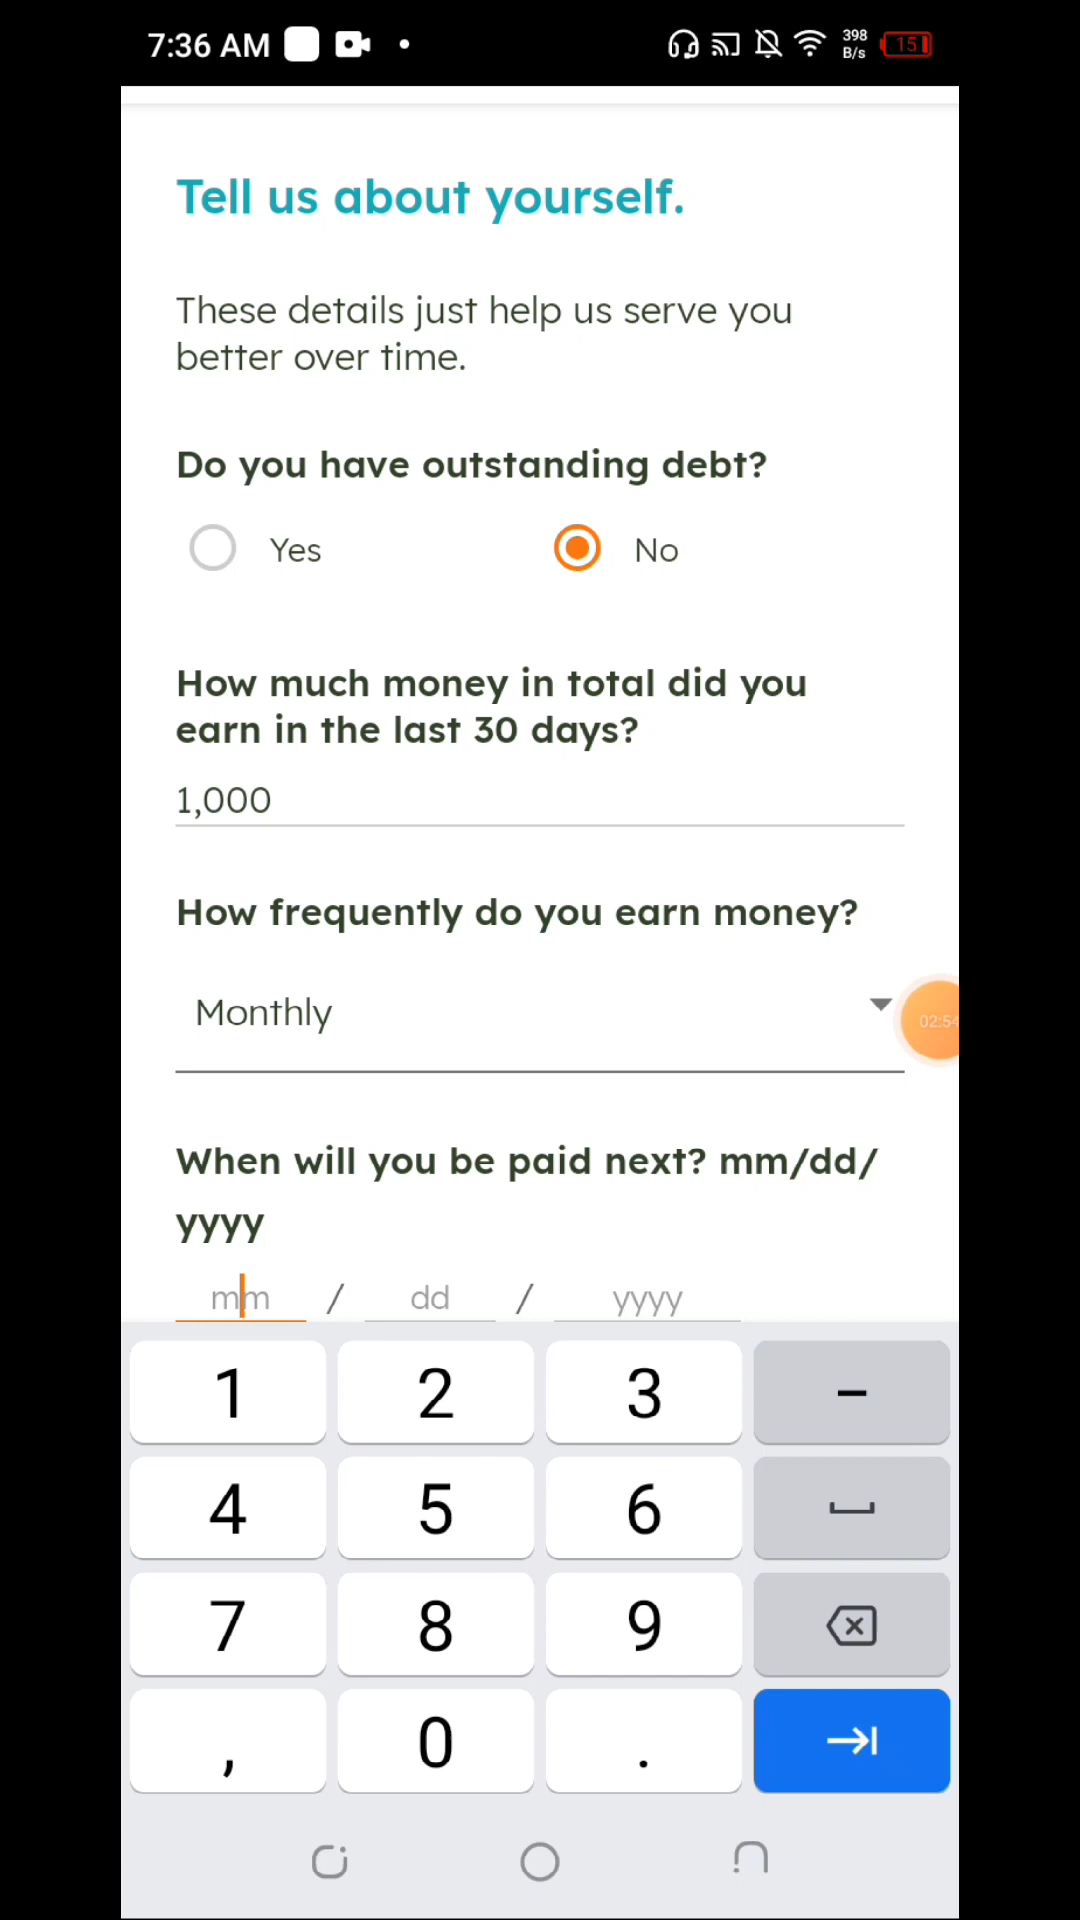 7:36 AM 398 B/s 15
Tell us about yourself.
These details just help us serve you
better over time.
Do you have outstanding debt?
Yes No
How much money in total did you
earn in the last 30 days?
1,000
How frequently do you earn money?
Monthly
02:54
When will you be paid next? mm/dd/
yyyy
mm / dd / yyyy
1 2 3 –
4 5 6
7 8 9
, 0 .